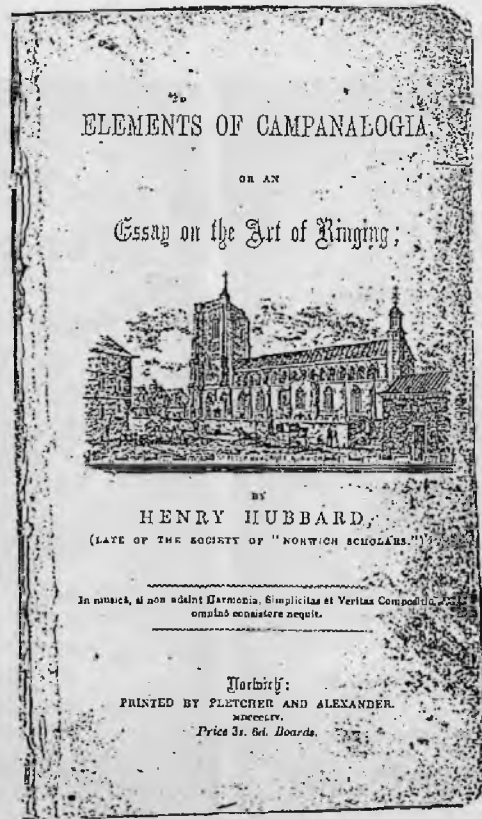 ELEMENTS OF CAMPANALOGIA,
OR AN
Essay on the Art of Ringing;
BY
HENRY HUBBARD,
(LATE OF THE SOCIETY OF "NORWICH SCHOLARS.")
In musicâ, si non adsint Harmonia, Simplicitas et Veritas
omninô consistere nequit.
Norwich:
PRINTED BY FLETCHER AND ALEXANDER.
MDCCCLIV.
Price 3s. 6d. Boards.